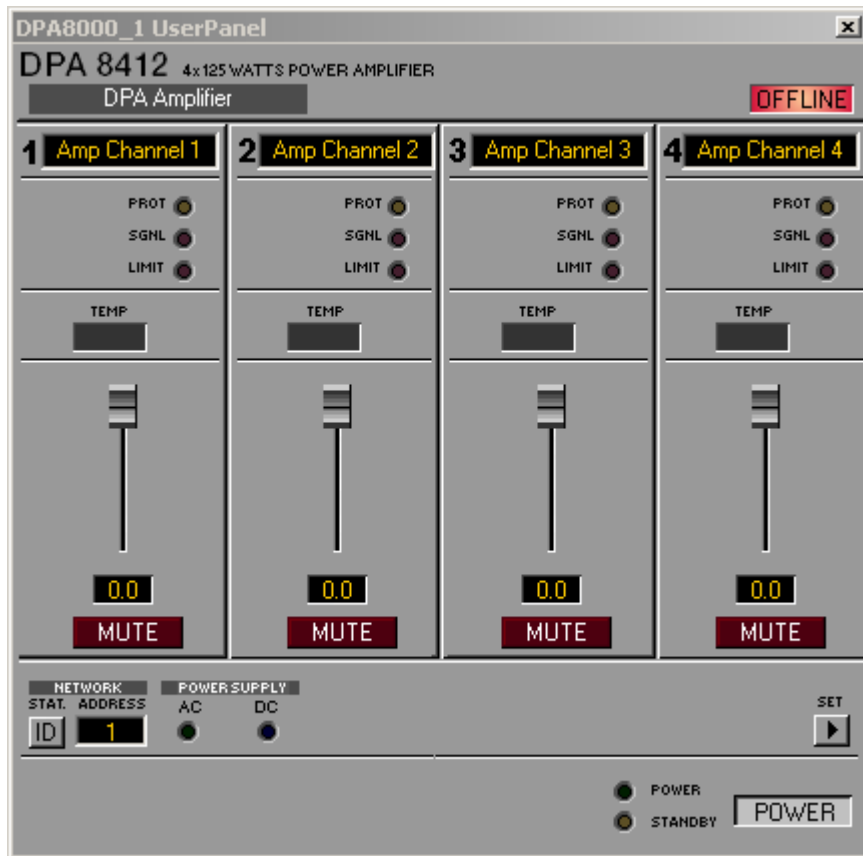 DPA8000_1 UserPanel
DPA 8412 4x125 WATTS POWER AMPLIFIER
DPA Amplifier OFFLINE
1 Amp Channel 1 2 Amp Channel 2 3 Amp Channel 3 4 Amp Channel 4
PROT PROT PROT PROT
SGNL SGNL SGNL SGNL
LIMIT LIMIT LIMIT LIMIT
TEMP TEMP TEMP TEMP
0.0 0.0 0.0 0.0
MUTE MUTE MUTE MUTE
NETWORK POWER SUPPLY
STAT. ADDRESS AC DC SET
ID 1
POWER
STANDBY POWER